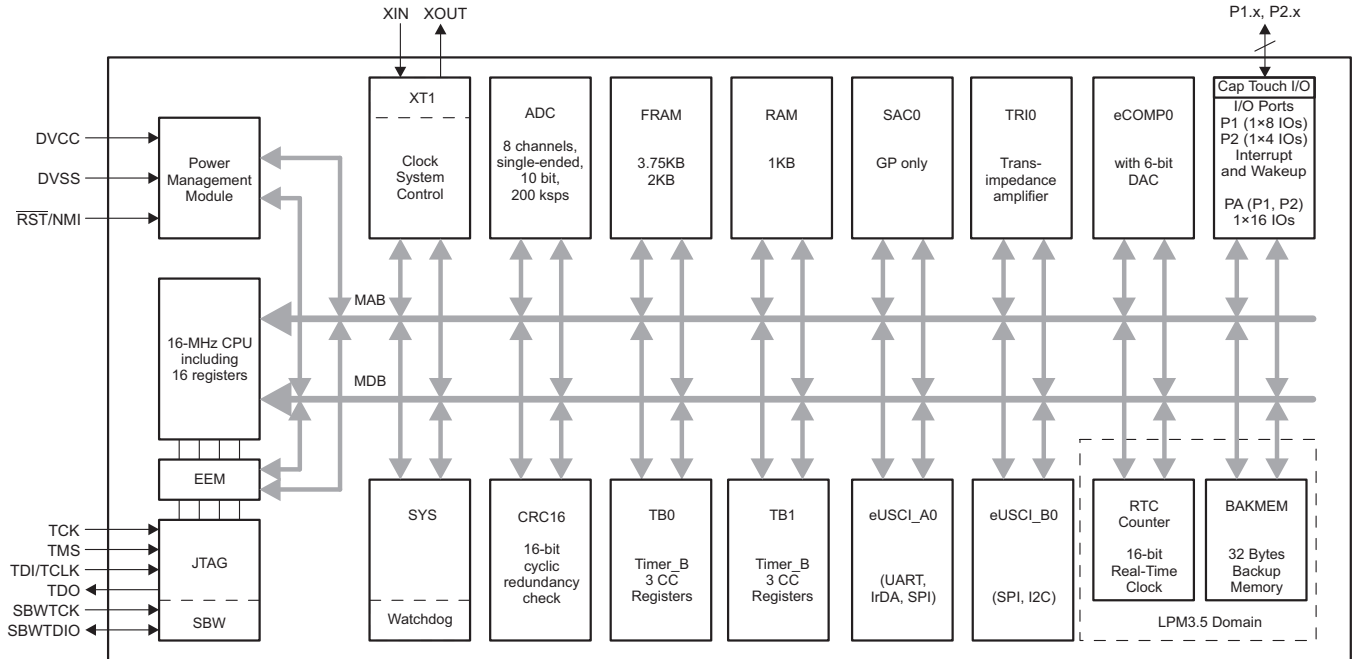 XIN XOUT
P1.x, P2.x
DVCC
DVSS
RST/NMI
Power
Management
Module
XT1
Clock
System
Control
ADC
8 channels,
single-ended,
10 bit,
200 ksps
FRAM
3.75KB
2KB
RAM
1KB
SAC0
GP only
TRI0
Trans-
impedance
amplifier
eCOMP0
with 6-bit
DAC
Cap Touch I/O
I/O Ports
P1 (1×8 IOs)
P2 (1×4 IOs)
Interrupt
and Wakeup
PA (P1, P2)
1×16 IOs
MAB
MDB
16-MHz CPU
including
16 registers
EEM
TCK
TMS
TDI/TCLK
TDO
SBWTCK
SBWTDIO
JTAG
SBW
SYS
Watchdog
CRC16
16-bit
cyclic
redundancy
check
TB0
Timer_B
3 CC
Registers
TB1
Timer_B
3 CC
Registers
eUSCI_A0
(UART,
IrDA, SPI)
eUSCI_B0
(SPI, I2C)
RTC
Counter
16-bit
Real-Time
Clock
BAKMEM
32 Bytes
Backup
Memory
LPM3.5 Domain